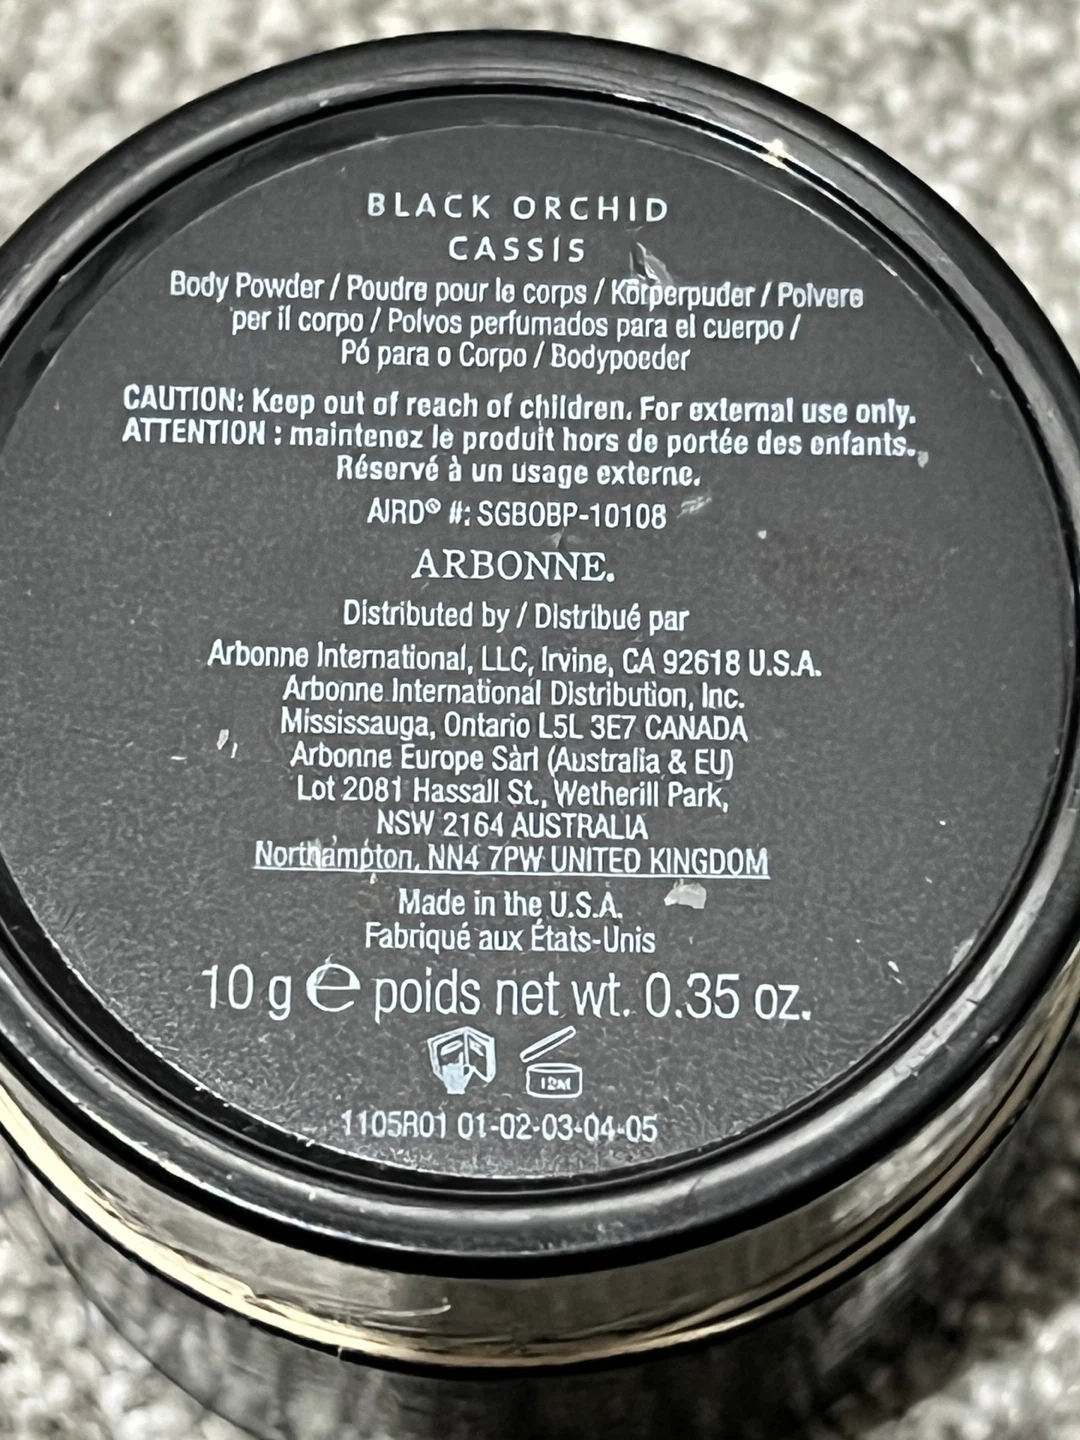 BLACK ORCHID
CASSIS
Body Powder / Poudre pour le corps / Körperpuder / Polvere
per il corpo / Polvos perfumados para el cuerpo /
Pó para o Corpo / Bodypoeder
CAUTION: Keep out of reach of children. For external use only.
ATTENTION : maintenez le produit hors de portée des enfants.
Réservé à un usage externe.
AIRD® #: SGBOBP-10108
ARBONNE.
Distributed by / Distribué par
Arbonne International, LLC, Irvine, CA 92618 U.S.A.
Arbonne International Distribution, Inc.
Mississauga, Ontario L5L 3E7 CANADA
Arbonne Europe Sàrl (Australia & EU)
Lot 2081 Hassall St., Wetherill Park,
NSW 2164 AUSTRALIA
Northampton, NN4 7PW UNITED KINGDOM
Made in the U.S.A.
Fabriqué aux États-Unis
10 g ℮ poids net wt. 0.35 oz.
12M
1105R01 01-02-03-04-05